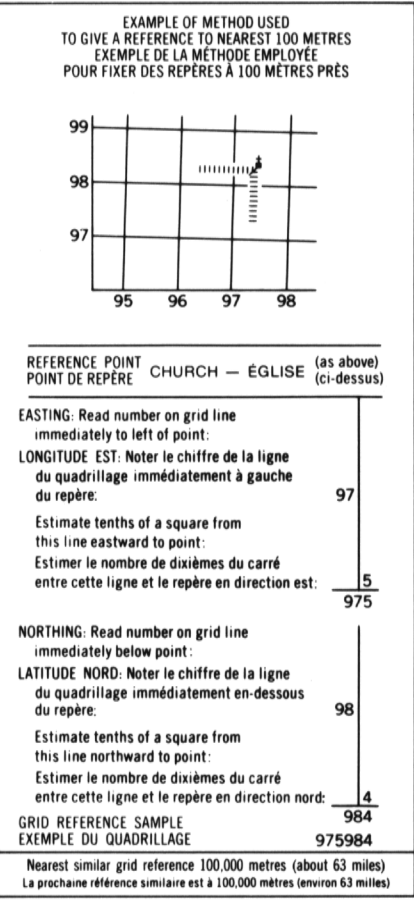 EXAMPLE OF METHOD USED
TO GIVE A REFERENCE TO NEAREST 100 METRES
EXEMPLE DE LA MÉTHODE EMPLOYÉE
POUR FIXER DES REPÈRES À 100 MÈTRES PRÈS
99
98
97
95 96 97 98
REFERENCE POINT
POINT DE REPÈRE
CHURCH — ÉGLISE
(as above)
(ci-dessus)
EASTING: Read number on grid line
immediately to left of point:
LONGITUDE EST: Noter le chiffre de la ligne
du quadrillage immédiatement à gauche
du repère: 97
Estimate tenths of a square from
this line eastward to point:
Estimer le nombre de dixièmes du carré
entre cette ligne et le repère en direction est: 5
975
NORTHING: Read number on grid line
immediately below point:
LATITUDE NORD: Noter le chiffre de la ligne
du quadrillage immédiatement en-dessous
du repère: 98
Estimate tenths of a square from
this line northward to point:
Estimer le nombre de dixièmes du carré
entre cette ligne et le repère en direction nord: 4
984
GRID REFERENCE SAMPLE
EXEMPLE DU QUADRILLAGE 975984
Nearest similar grid reference 100,000 metres (about 63 miles)
La prochaine référence similaire est à 100,000 mètres (environ 63 milles)